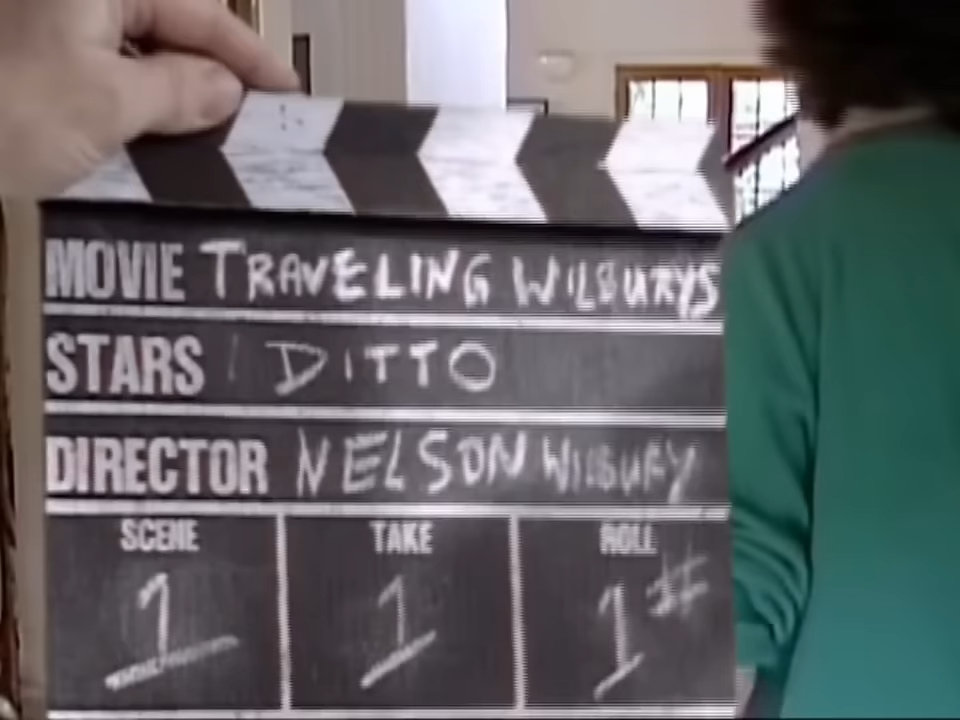 MOVIE TRAVELING WILBURYS
STARS DITTO
DIRECTOR NELSON WILBURY
SCENE TAKE ROLL
1 1 1#